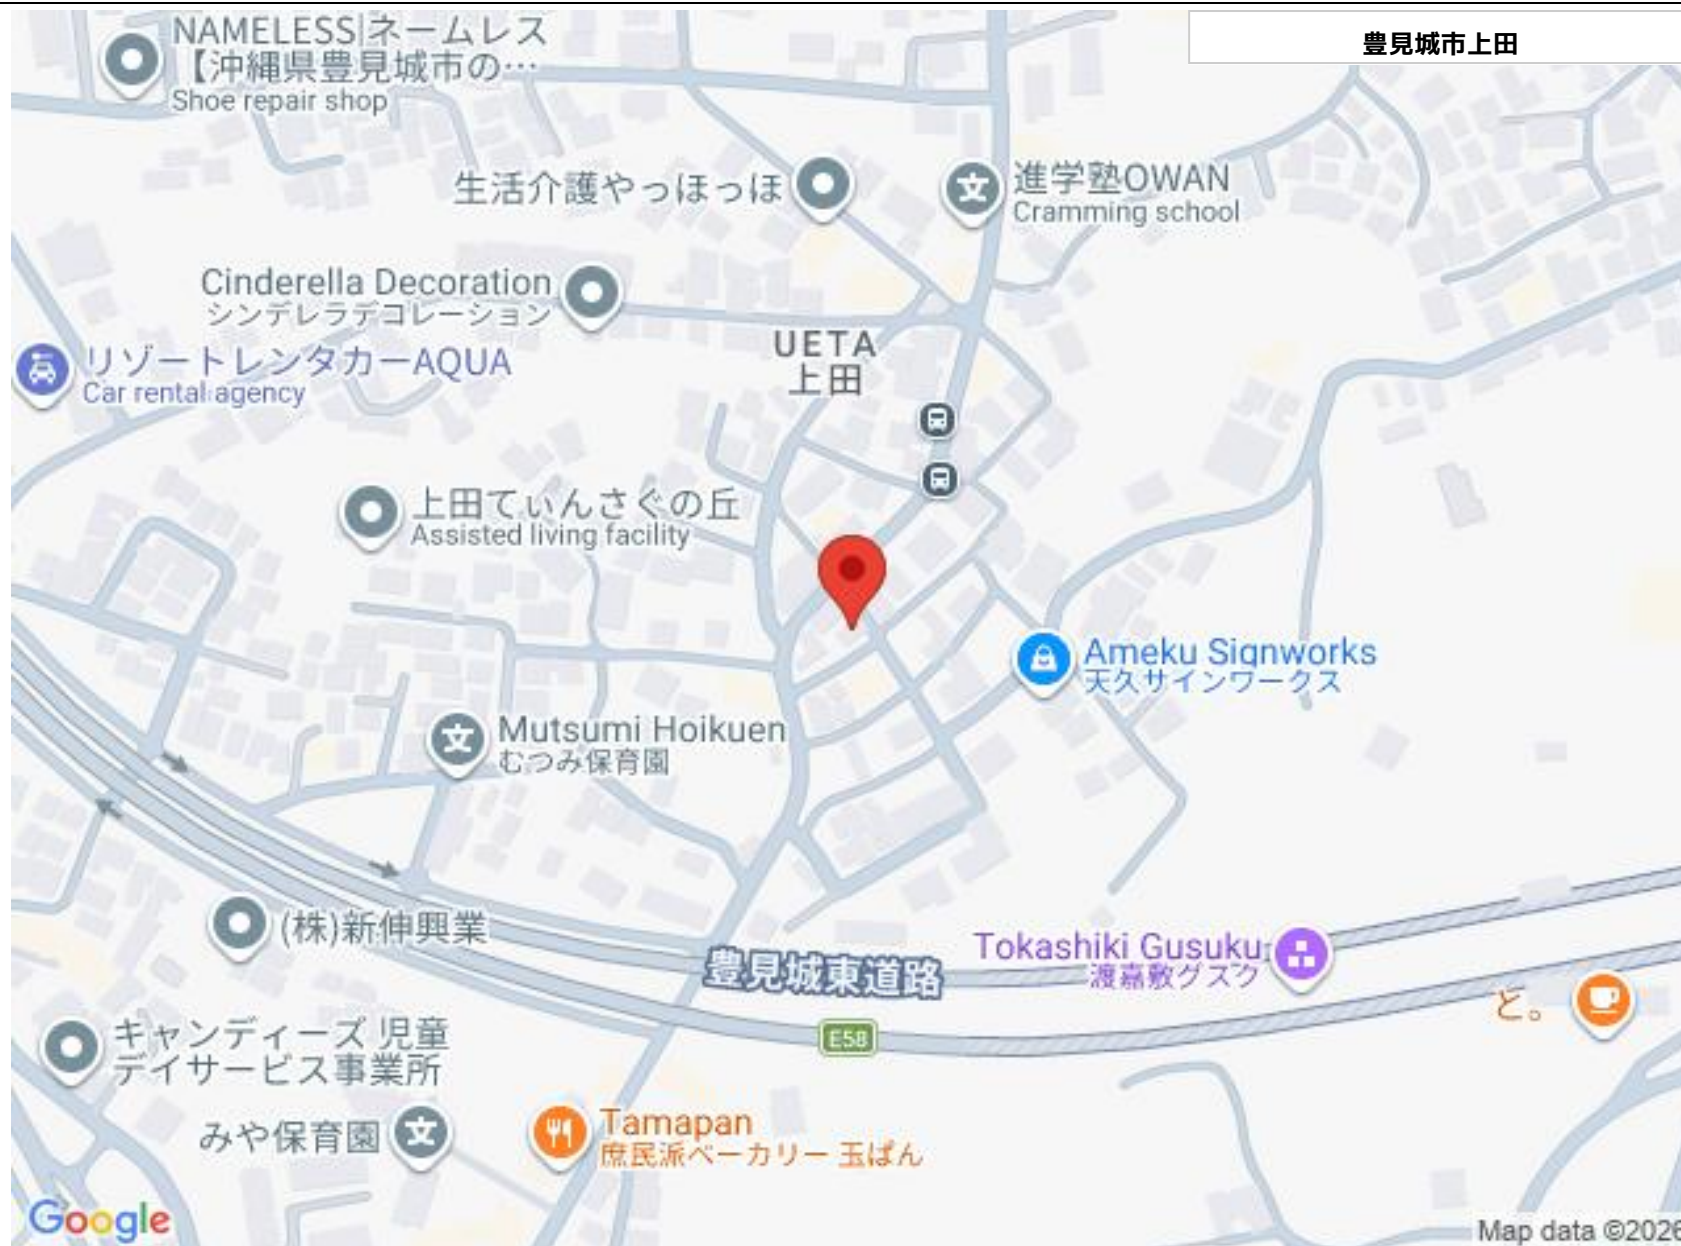 豊見城市上田
NAMELESS|ネームレス
【沖縄県豊見城市の…
Shoe repair shop
生活介護やっほっほ
進学塾OWAN
Cramming school
Cinderella Decoration
シンデレラデコレーション
UETA
上田
リゾートレンタカーAQUA
Car rental agency
上田てぃんさぐの丘
Assisted living facility
Ameku Signworks
天久サインワークス
Mutsumi Hoikuen
むつみ保育園
(株)新伸興業
豊見城東道路
Tokashiki Gusuku
渡嘉敷グスク
と。
E58
キャンディーズ 児童
デイサービス事業所
みや保育園
Tamapan
庶民派ベーカリー 玉ぱん
Google
Map data ©2026